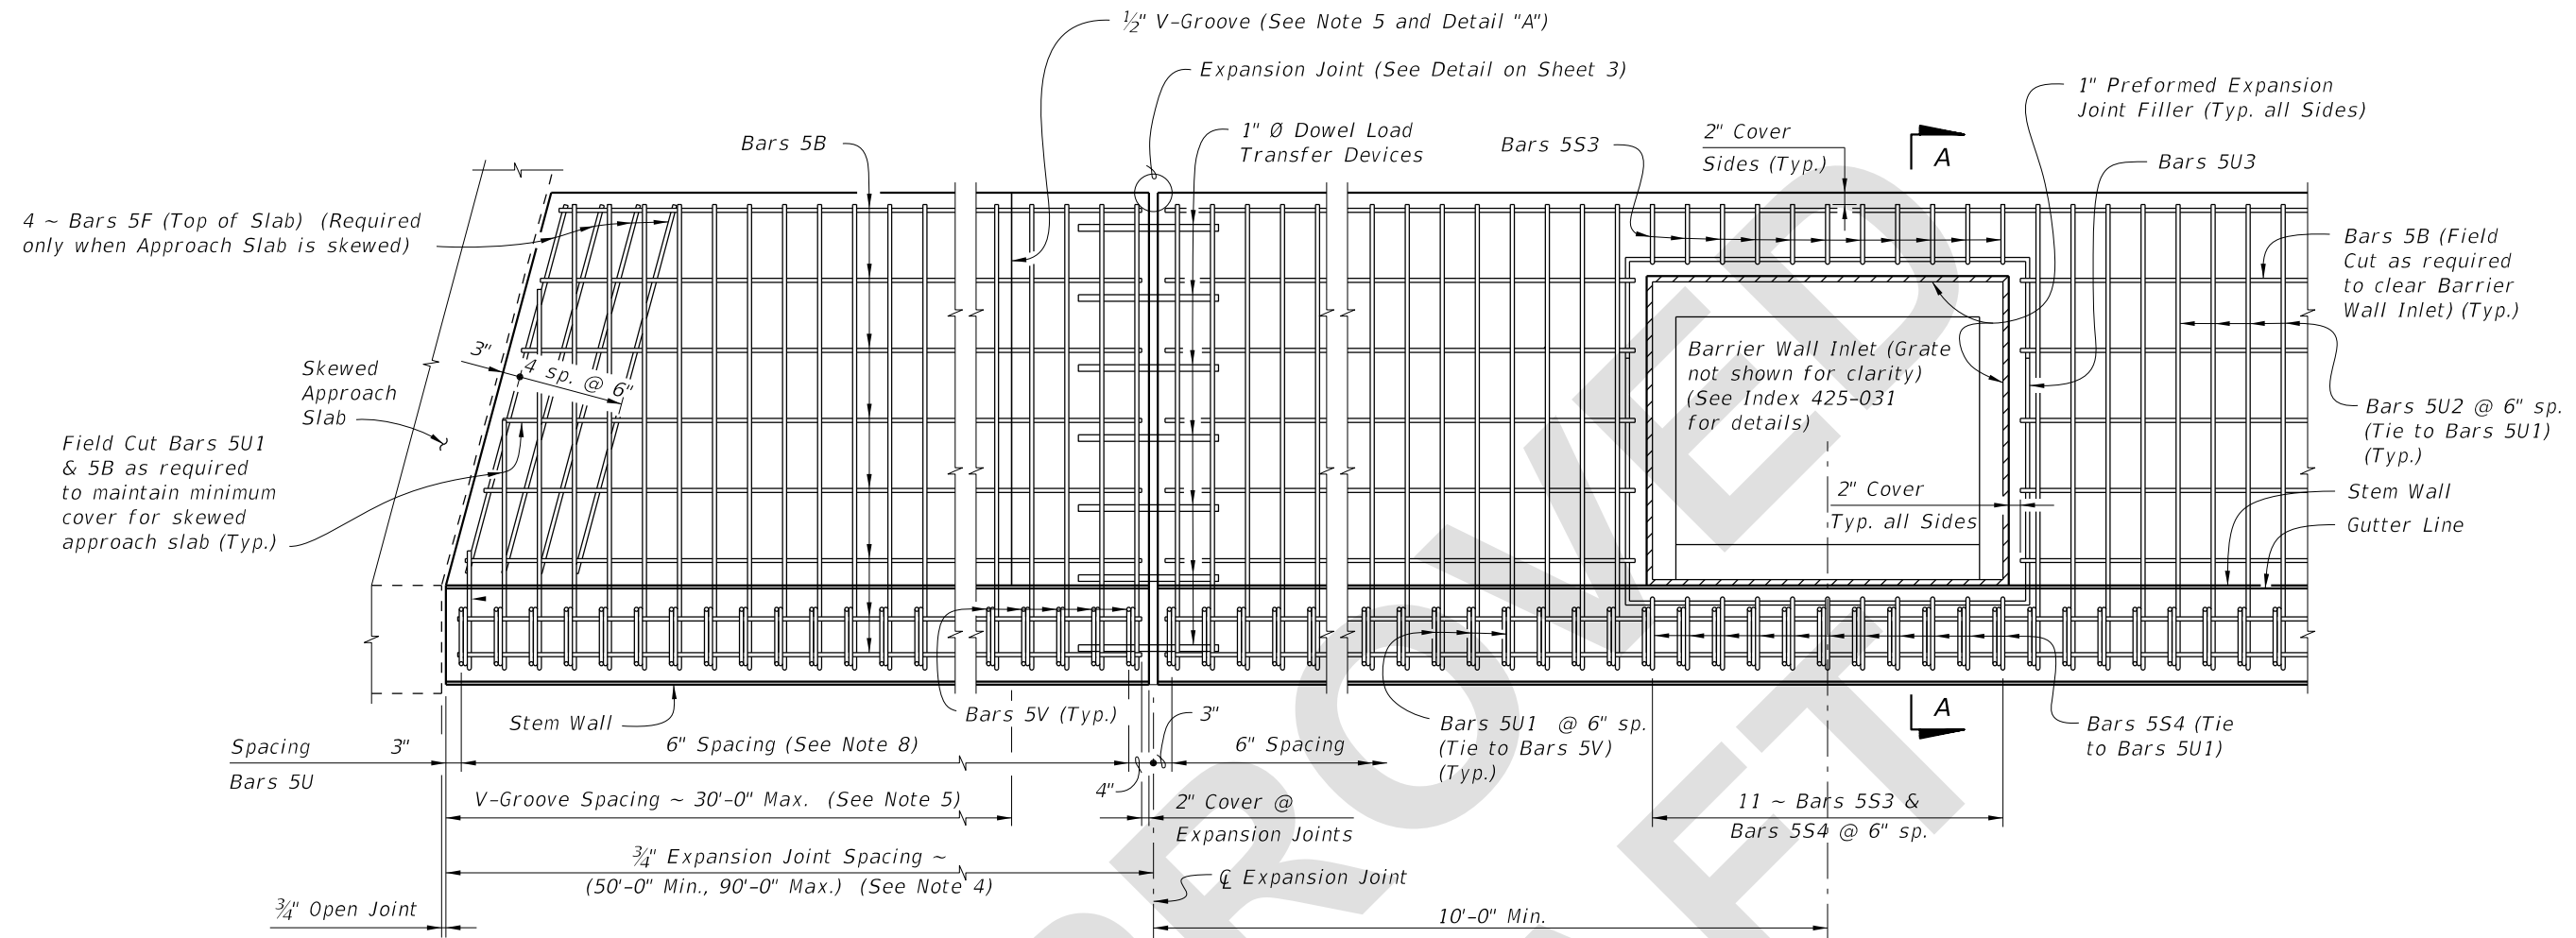 ½" V-Groove (See Note 5 and Detail "A")
Expansion Joint (See Detail on Sheet 3)
1" Preformed Expansion
Joint Filler (Typ. all Sides)
Bars 5B
1" Ø Dowel Load
Transfer Devices
Bars 5S3
2" Cover
Sides (Typ.)
A
Bars 5U3
4 ~ Bars 5F (Top of Slab) (Required
only when Approach Slab is skewed)
Bars 5B (Field
Cut as required
to clear Barrier
Wall Inlet) (Typ.)
3"
4 sp. @ 6"
Skewed
Approach
Slab
Barrier Wall Inlet (Grate
not shown for clarity)
(See Index 425-031
for details)
Bars 5U2 @ 6" sp.
(Tie to Bars 5U1)
(Typ.)
Field Cut Bars 5U1
& 5B as required
to maintain minimum
cover for skewed
approach slab (Typ.)
2" Cover
Typ. all Sides
Stem Wall
Gutter Line
Stem Wall
Bars 5V (Typ.)
3"
Bars 5U1 @ 6" sp.
(Tie to Bars 5V)
(Typ.)
A
Bars 5S4 (Tie
to Bars 5U1)
Spacing
Bars 5U
3"
6" Spacing (See Note 8)
6" Spacing
4"
V-Groove Spacing ~ 30'-0" Max. (See Note 5)
2" Cover @
Expansion Joints
11 ~ Bars 5S3 &
Bars 5S4 @ 6" sp.
¾" Expansion Joint Spacing ~
(50'-0" Min., 90'-0" Max.) (See Note 4)
℄ Expansion Joint
¾" Open Joint
10'-0" Min.
PROVED
FT